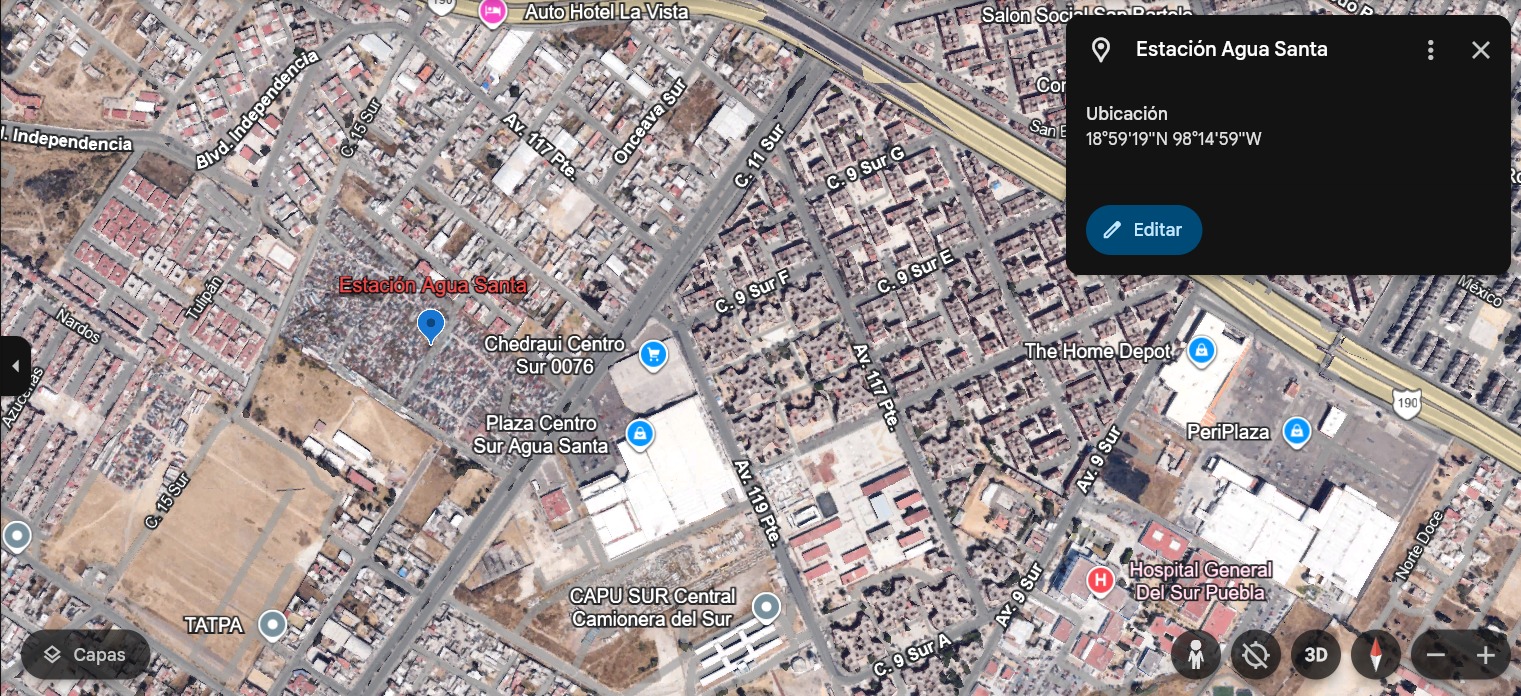 190
Auto Hotel La Vista
Salon Social San Bartolo
Estación Agua Santa
Ubicación
18°59'19"N 98°14'59"W
Editar
Blvd. Independencia
C. 15 Sur
Av. 117 Pte.
Onceava Sur
C. 11 Sur
C. 9 Sur G
l. Independencia
C. 9 Sur E
C. 9 Sur F
México
Tulipán
Nardos
Estación Agua Santa
Chedraui Centro
Sur 0076
The Home Depot
Av. 117 Pte.
190
Azucenas
Plaza Centro
Sur Agua Santa
PeriPlaza
Av. 9 Sur
C. 15 Sur
Av. 119 Pte.
Norte Doce
Hospital General
Del Sur Puebla
CAPU SUR Central
Camionera del Sur
Av. 9 Sur
TATPA
C. 9 Sur A
Capas
3D